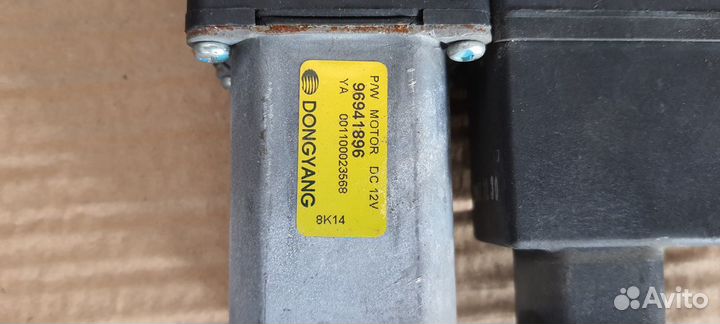 P/W MOTOR DC 12V
96941896
YA 001100023568
DONGYANG
8K14
Avito